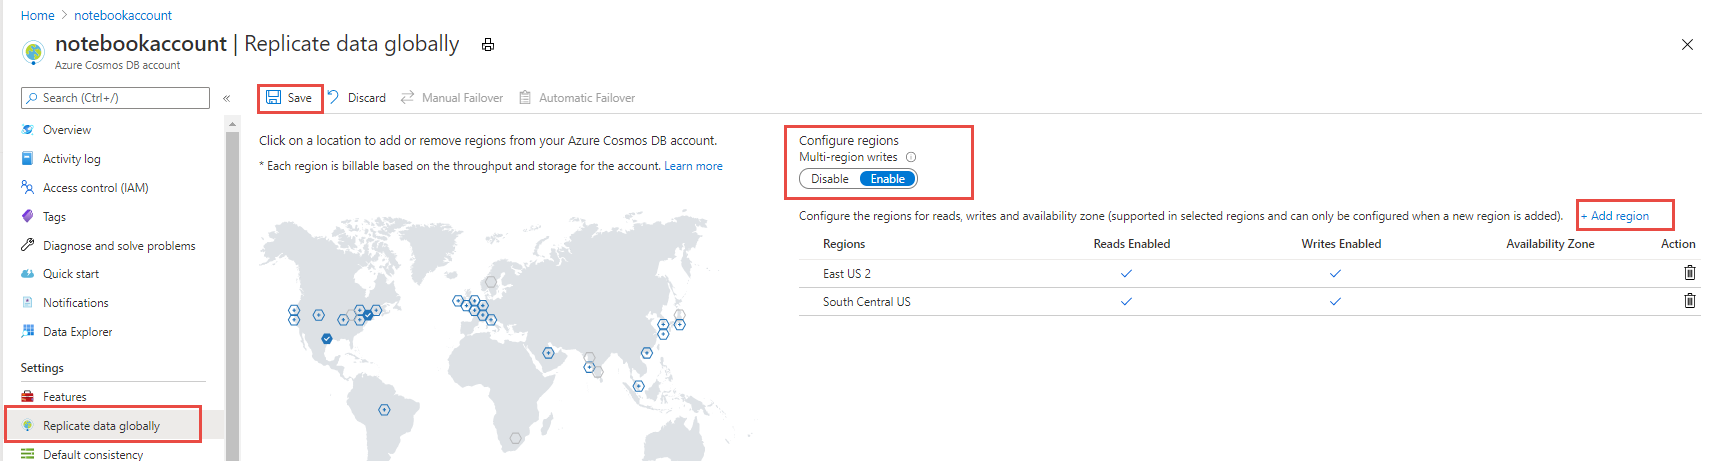 Home > notebookaccount
notebookaccount | Replicate data globally
Azure Cosmos DB account
Search (Ctrl+/)
«
Overview
Activity log
Access control (IAM)
Tags
Diagnose and solve problems
Quick start
Notifications
Data Explorer
Settings
Features
Replicate data globally
Default consistency
Save Discard Manual Failover Automatic Failover
Click on a location to add or remove regions from your Azure Cosmos DB account.
* Each region is billable based on the throughput and storage for the account. Learn more
Configure regions
Multi-region writes
Disable Enable
Configure the regions for reads, writes and availability zone (supported in selected regions and can only be configured when a new region is added). + Add region
Regions Reads Enabled Writes Enabled Availability Zone Action
East US 2
South Central US